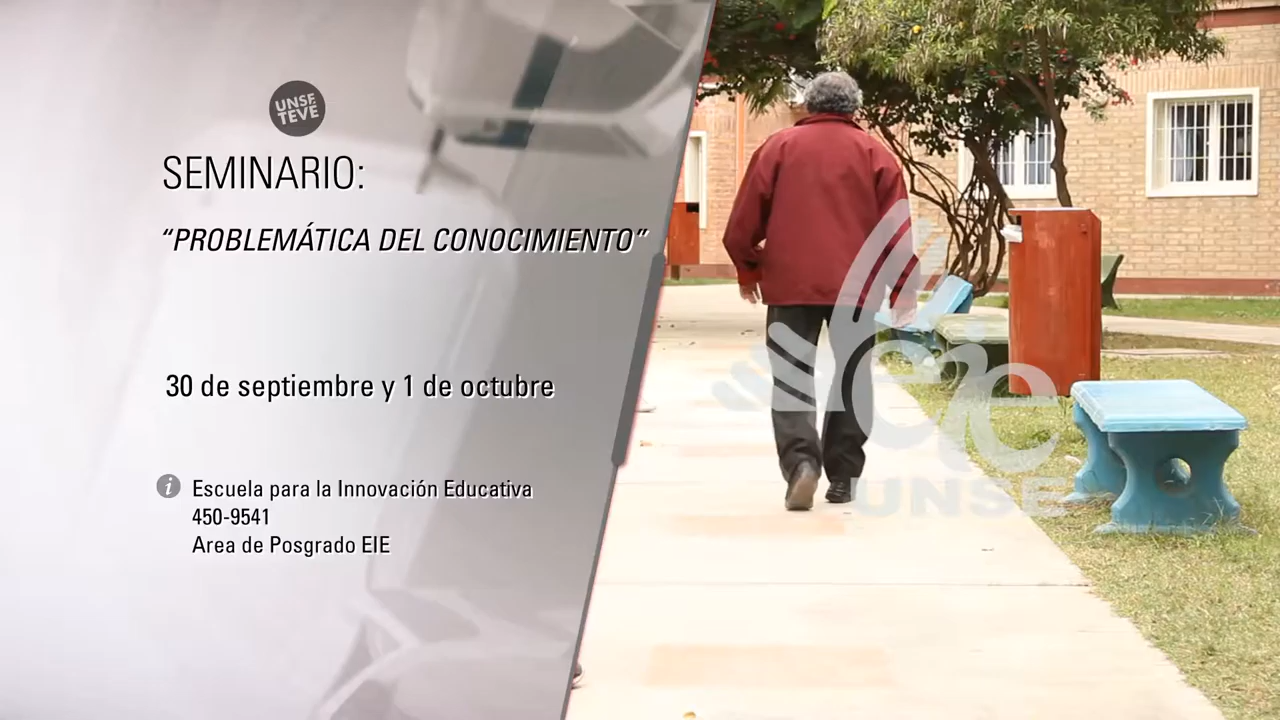 UNSE
TEVE
SEMINARIO:
“PROBLEMÁTICA DEL CONOCIMIENTO”
30 de septiembre y 1 de octubre
i Escuela para la Innovación Educativa
450-9541
Area de Posgrado EIE
eie
UNSE